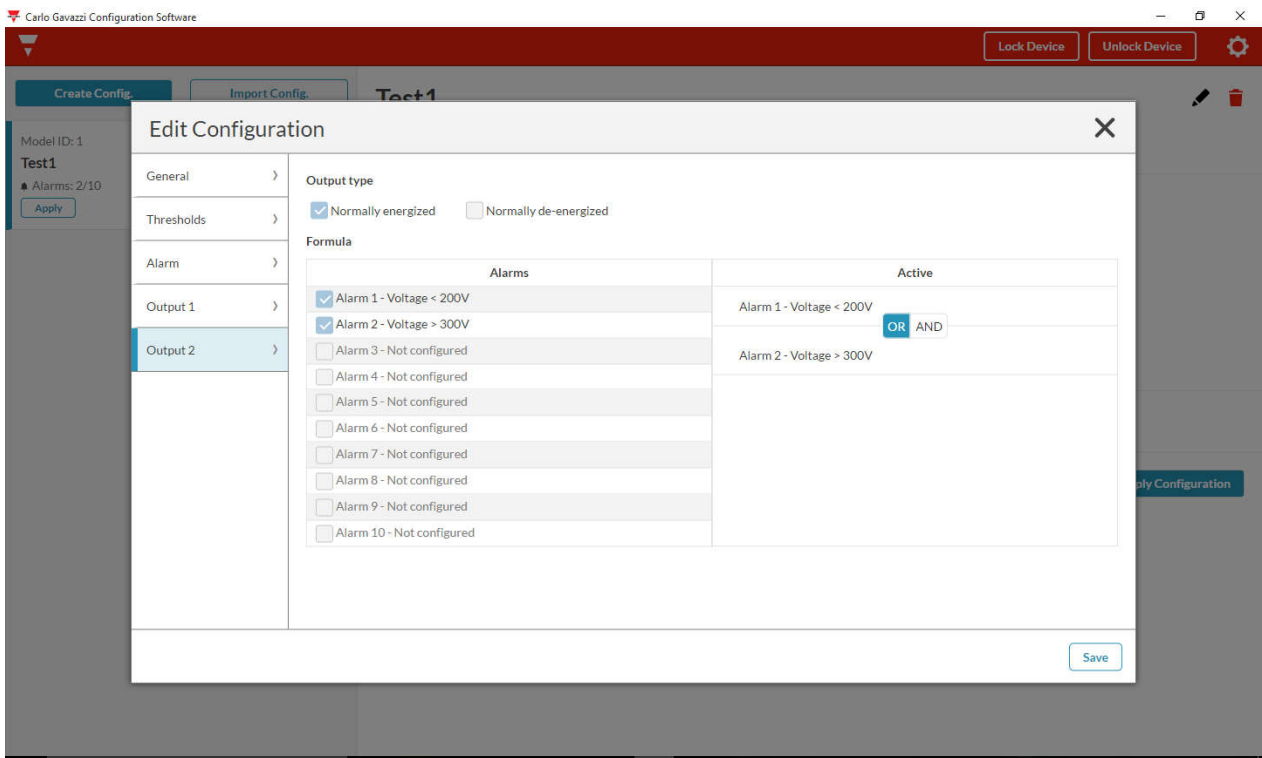 Carlo Gavazzi Configuration Software
Lock Device
Unlock Device
Create Config.
Import Config.
Test1
Model ID: 1
Test1
Alarms: 2/10
Apply
Edit Configuration
General
Thresholds
Alarm
Output 1
Output 2
Output type
Normally energized
Normally de-energized
Formula
Alarms
Active
Alarm 1 - Voltage < 200V
Alarm 2 - Voltage > 300V
Alarm 3 - Not configured
Alarm 4 - Not configured
Alarm 5 - Not configured
Alarm 6 - Not configured
Alarm 7 - Not configured
Alarm 8 - Not configured
Alarm 9 - Not configured
Alarm 10 - Not configured
Alarm 1 - Voltage < 200V
OR AND
Alarm 2 - Voltage > 300V
ply Configuration
Save